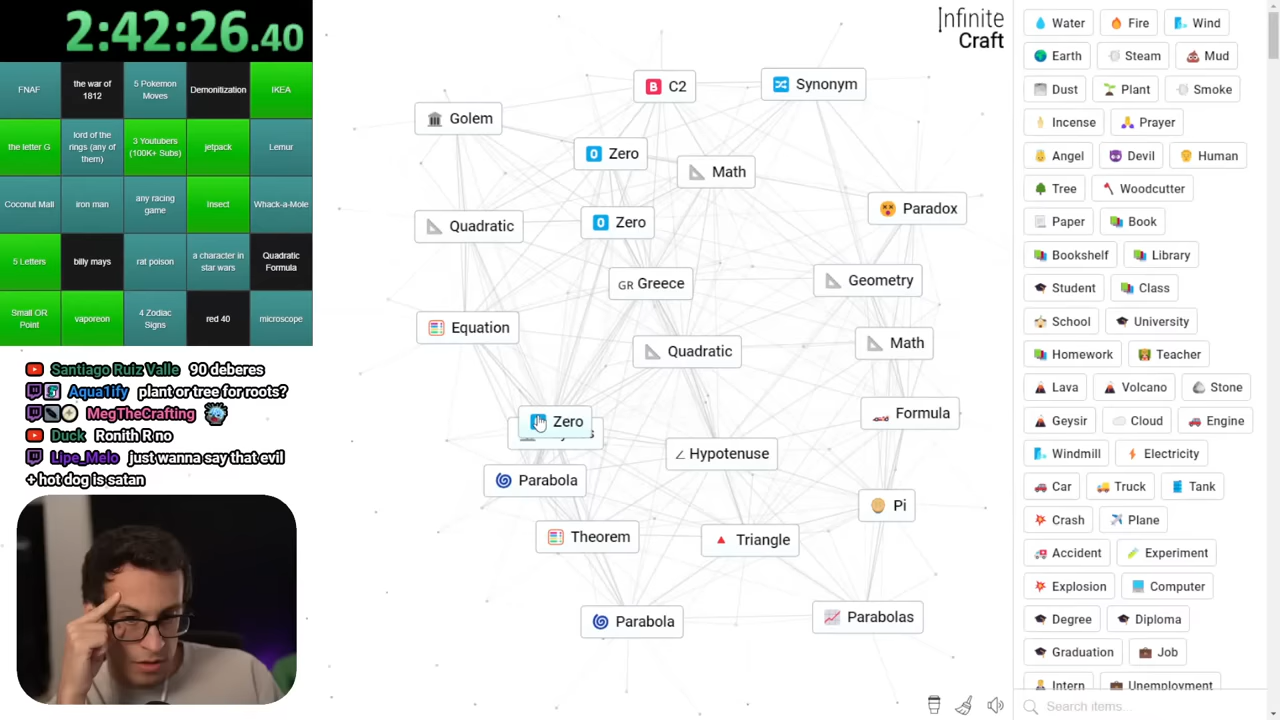 2:42:26.40
FNAF
the war of
1812
5 Pokemon
Moves
Demonitization
IKEA
the letter G
lord of the
rings (any of
them)
3 Youtubers
(100K+ Subs)
jetpack
Lemur
Coconut Mall
iron man
any racing
game
Insect
Whack-a-Mole
5 Letters
billy mays
rat poison
a character in
star wars
Quadratic
Formula
Small OR
Point
vaporeon
4 Zodiac
Signs
red 40
microscope
Santiago Ruiz Valle 90 deberes
Aqua1ify plant or tree for roots?
MegTheCrafting
Duck Ronith R no
Lipe_Melo just wanna say that evil
+ hot dog is satan
Infinite
Craft
B C2
Synonym
Golem
0 Zero
Math
Quadratic
0 Zero
Paradox
GR Greece
Geometry
Equation
Quadratic
Math
Zero
Formula
Hypotenuse
Parabola
Pi
Theorem
Triangle
Parabola
Parabolas
Water
Fire
Wind
Earth
Steam
Mud
Dust
Plant
Smoke
Incense
Prayer
Angel
Devil
Human
Tree
Woodcutter
Paper
Book
Bookshelf
Library
Student
Class
School
University
Homework
Teacher
Lava
Volcano
Stone
Geysir
Cloud
Engine
Windmill
Electricity
Car
Truck
Tank
Crash
Plane
Accident
Experiment
Explosion
Computer
Degree
Diploma
Graduation
Job
Intern
Unemployment
Search items...